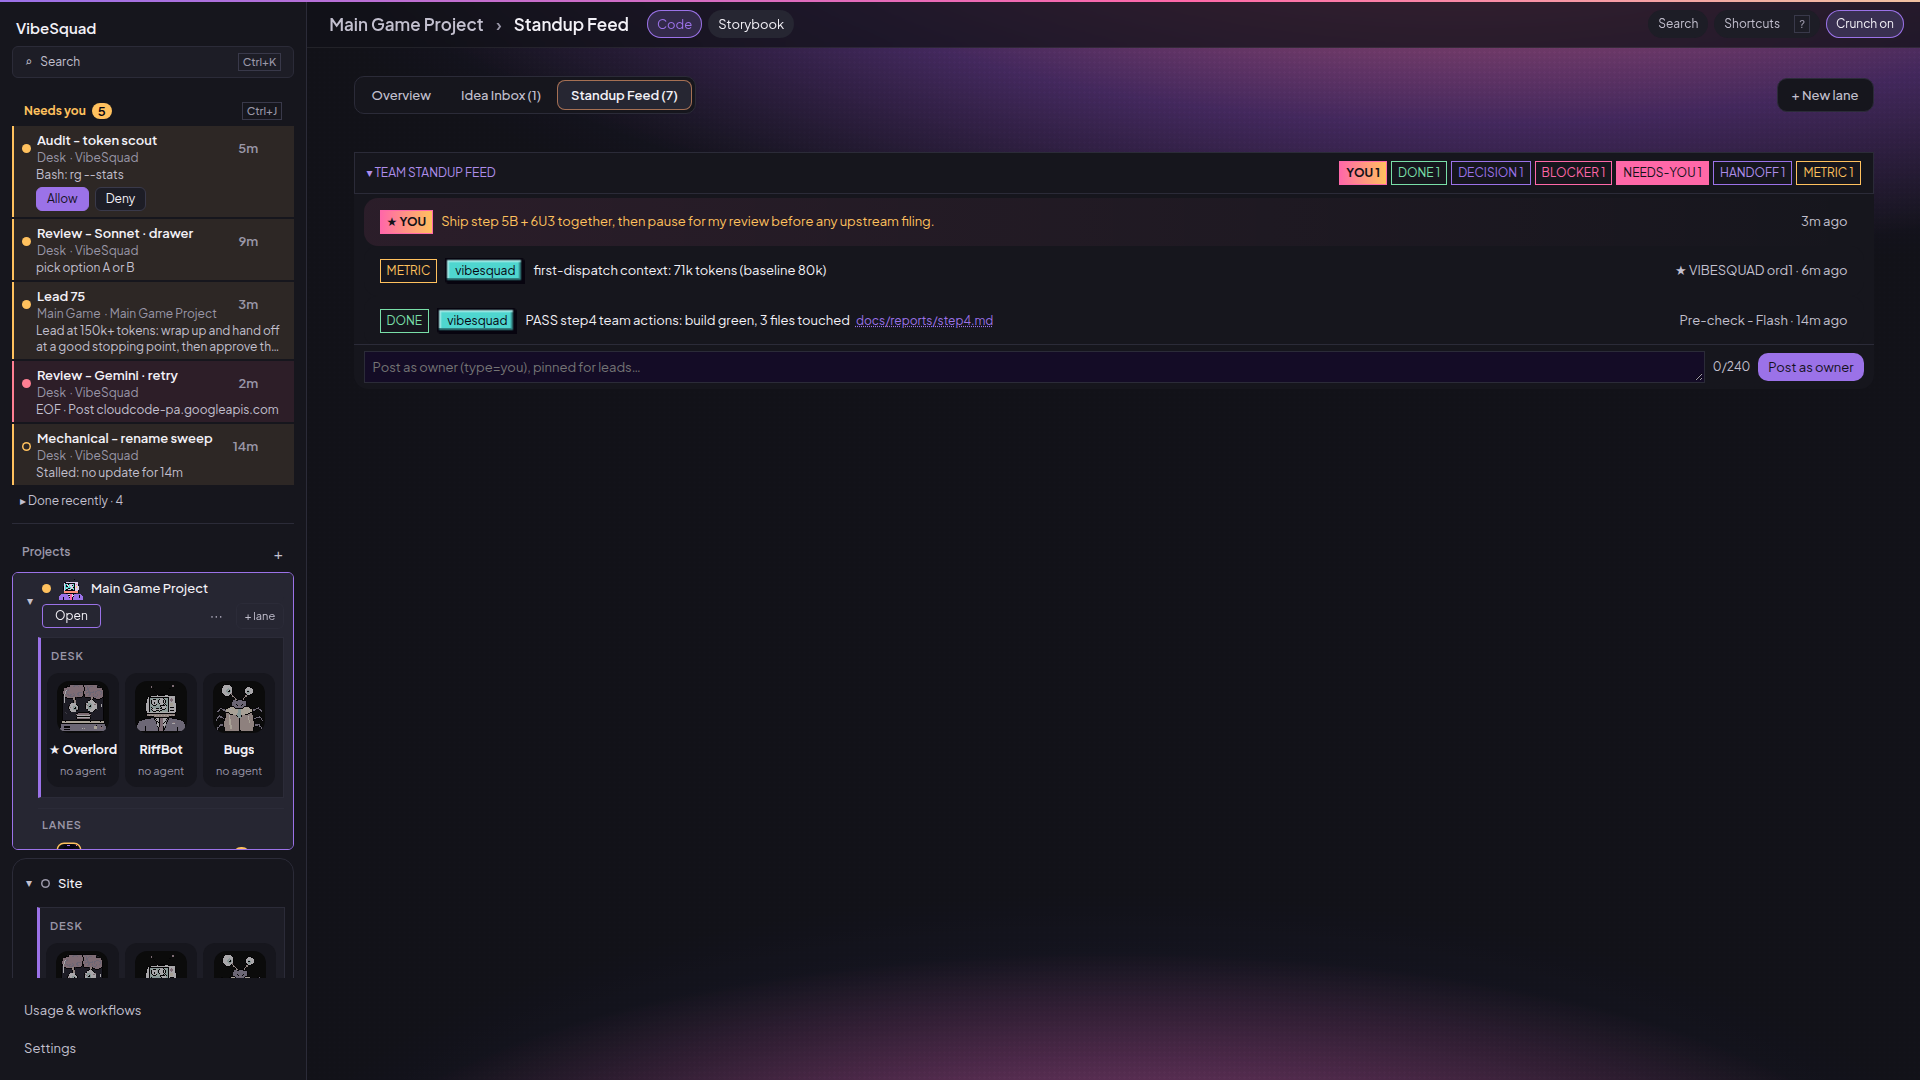 VibeSquad
Search Ctrl+K
Needs you 5 Ctrl+J
Audit - token scout 5m
Desk · VibeSquad
Bash: rg --stats
Allow Deny
Review - Sonnet · drawer 9m
Desk · VibeSquad
pick option A or B
Lead 75 3m
Main Game · Main Game Project
Lead at 150k+ tokens: wrap up and hand off
at a good stopping point, then approve th...
Review - Gemini · retry 2m
Desk · VibeSquad
EOF · Post cloudcode-pa.googleapis.com
Mechanical - rename sweep 14m
Desk · VibeSquad
Stalled: no update for 14m
▸ Done recently · 4
Projects +
▾ Main Game Project
Open ... + lane
DESK
★ Overlord RiffBot Bugs
no agent no agent no agent
LANES
▾ Site
DESK
Usage & workflows
Settings
Main Game Project › Standup Feed Code Storybook
Search Shortcuts ? Crunch on
Overview Idea Inbox (1) Standup Feed (7)
+ New lane
▾ TEAM STANDUP FEED YOU 1 DONE 1 DECISION 1 BLOCKER 1 NEEDS-YOU 1 HANDOFF 1 METRIC 1
★ YOU Ship step 5B + 6U3 together, then pause for my review before any upstream filing. 3m ago
METRIC vibesquad first-dispatch context: 71k tokens (baseline 80k) ★ VIBESQUAD ord1 · 6m ago
DONE vibesquad PASS step4 team actions: build green, 3 files touched docs/reports/step4.md Pre-check - Flash · 14m ago
Post as owner (type=you), pinned for leads... 0/240 Post as owner